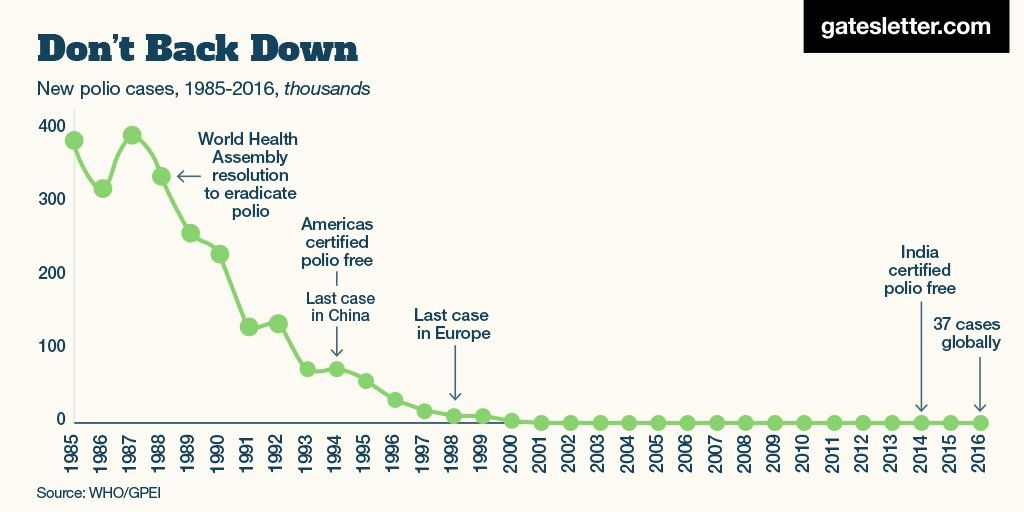 gatesletter.com
Don't Back Down
New polio cases, 1985-2016, thousands
400
300
200
100
0
World Health
Assembly
resolution
to eradicate
polio
Americas
certified
polio free
Last case
in China
Last case
in Europe
India
certified
polio free
37 cases
globally
1985
1986
1987
1988
1989
1990
1991
1992
1993
1994
1995
1996
1997
1998
1999
2000
2001
2002
2003
2004
2005
2006
2007
2008
2009
2010
2011
2012
2013
2014
2015
2016
Source: WHO/GPEI